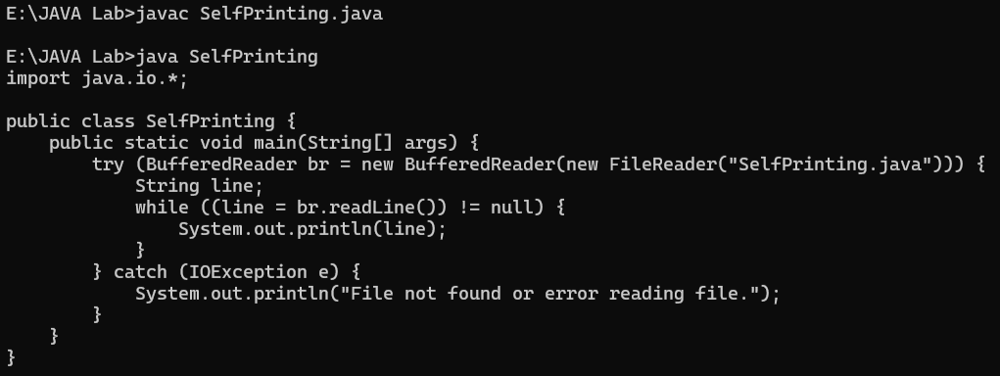 E:\JAVA Lab>javac SelfPrinting.java

E:\JAVA Lab>java SelfPrinting
import java.io.*;

public class SelfPrinting {
    public static void main(String[] args) {
        try (BufferedReader br = new BufferedReader(new FileReader("SelfPrinting.java"))) {
            String line;
            while ((line = br.readLine()) != null) {
                System.out.println(line);
            }
        } catch (IOException e) {
            System.out.println("File not found or error reading file.");
        }
    }
}